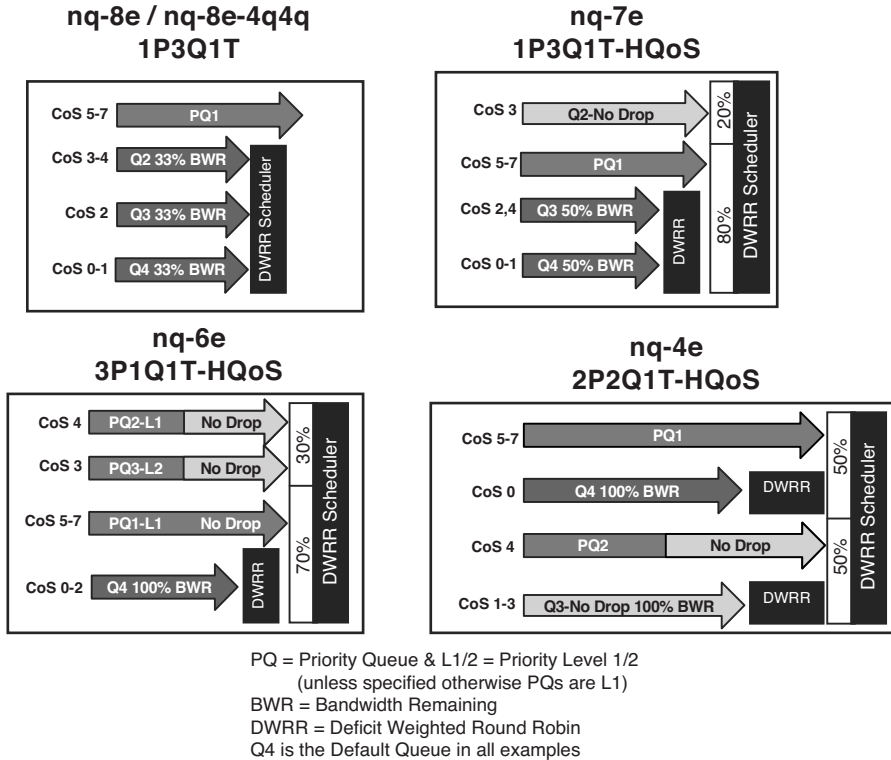 nq-8e / nq-8e-4q4q
1P3Q1T
CoS 5-7
PQ1
CoS 3-4
Q2 33% BWR
CoS 2
Q3 33% BWR
CoS 0-1
Q4 33% BWR
DWRR Scheduler
nq-7e
1P3Q1T-HQoS
CoS 3
Q2-No Drop
20%
CoS 5-7
PQ1
CoS 2,4
Q3 50% BWR
CoS 0-1
Q4 50% BWR
DWRR
80%
DWRR Scheduler
nq-6e
3P1Q1T-HQoS
CoS 4
PQ2-L1
No Drop
CoS 3
PQ3-L2
No Drop
30%
CoS 5-7
PQ1-L1
No Drop
CoS 0-2
Q4 100% BWR
DWRR
70%
DWRR Scheduler
nq-4e
2P2Q1T-HQoS
CoS 5-7
PQ1
CoS 0
Q4 100% BWR
DWRR
50%
CoS 4
PQ2
No Drop
CoS 1-3
Q3-No Drop 100% BWR
DWRR
50%
DWRR Scheduler
PQ = Priority Queue & L1/2 = Priority Level 1/2
(unless specified otherwise PQs are L1)
BWR = Bandwidth Remaining
DWRR = Deficit Weighted Round Robin
Q4 is the Default Queue in all examples